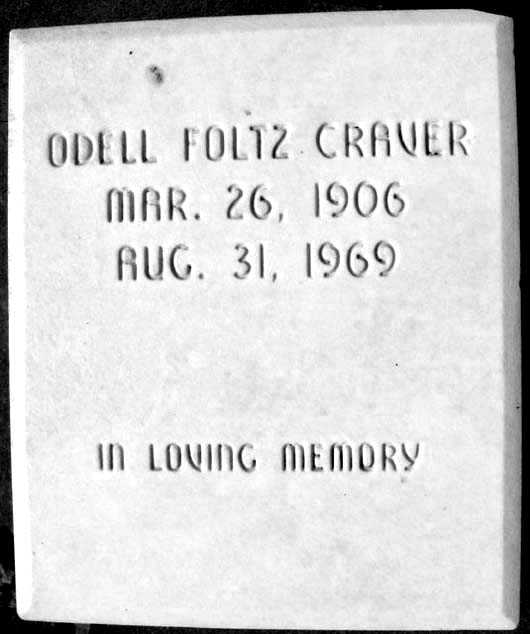 ODELL FOLTZ CRAVER
MAR. 26, 1906
AUG. 31, 1969
IN LOVING MEMORY